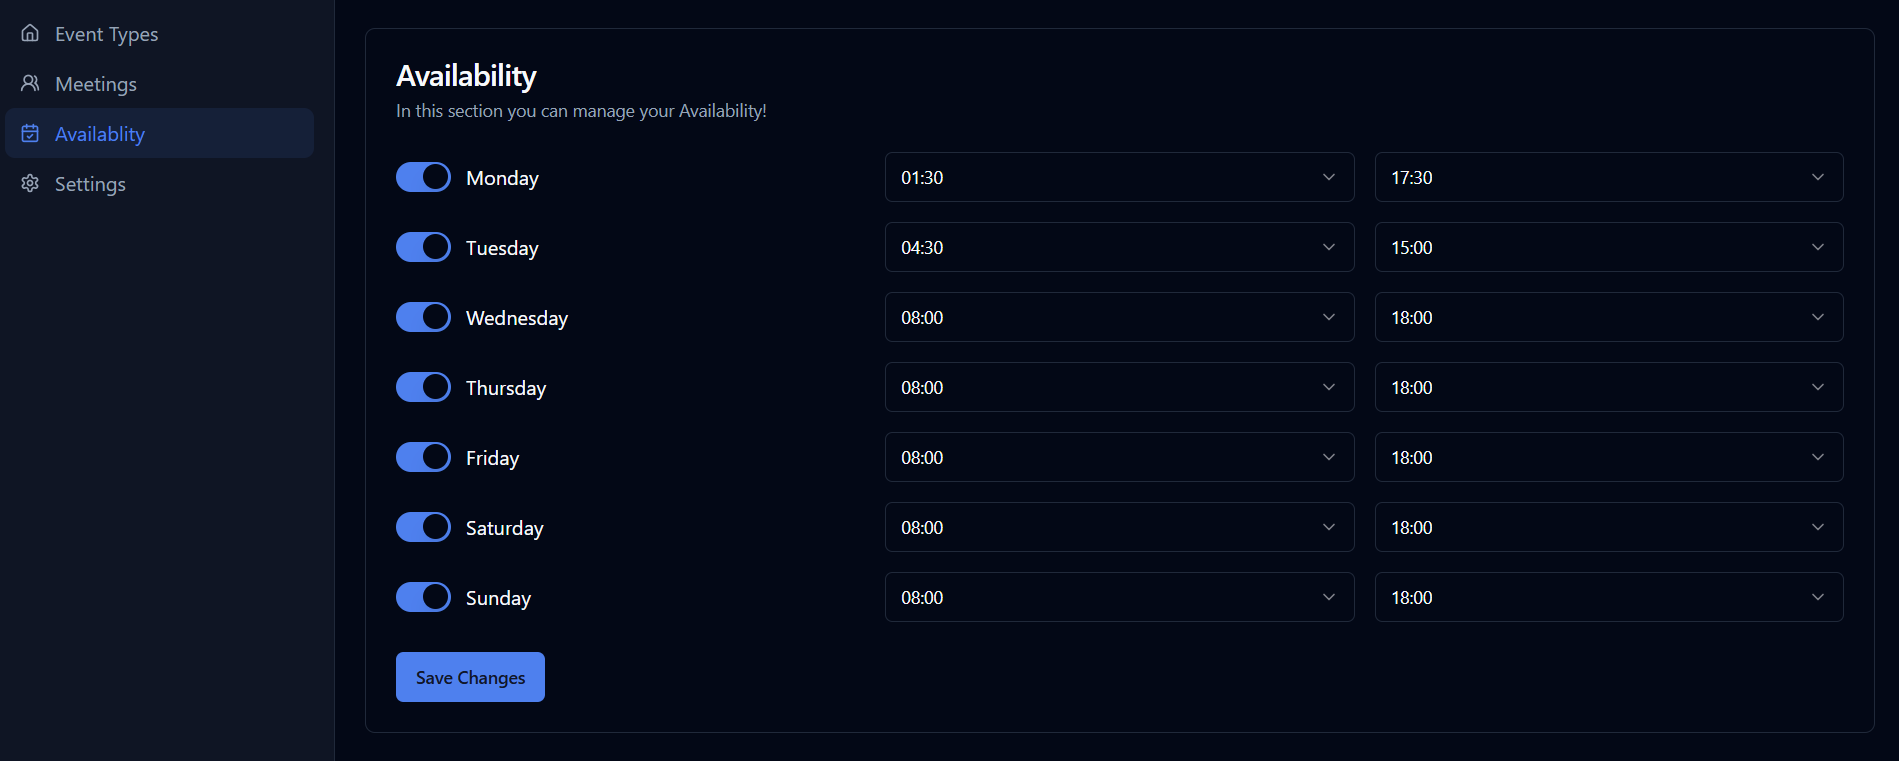 Event Types
Meetings
Availablity
Settings
Availability
In this section you can manage your Availability!
Monday 01:30 17:30
Tuesday 04:30 15:00
Wednesday 08:00 18:00
Thursday 08:00 18:00
Friday 08:00 18:00
Saturday 08:00 18:00
Sunday 08:00 18:00
Save Changes